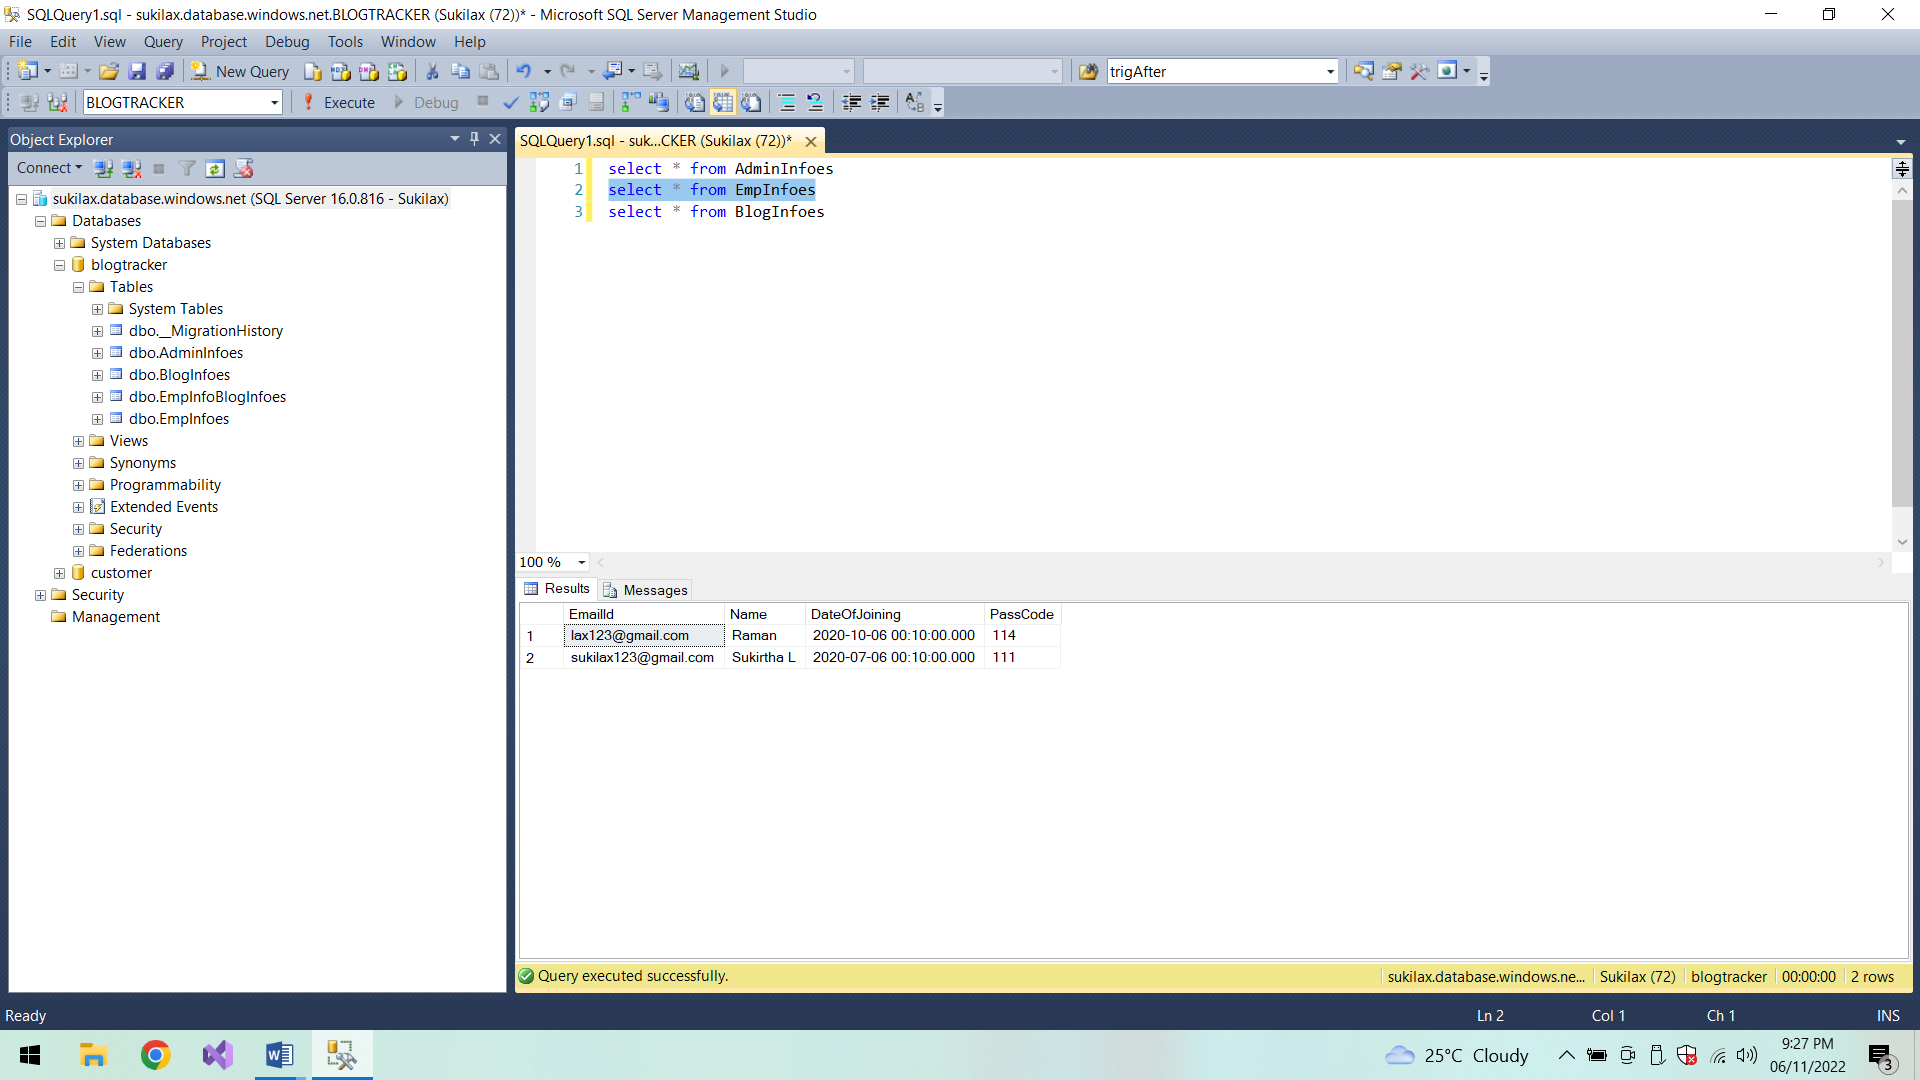 SQLQuery1.sql - sukilax.database.windows.net.BLOGTRACKER (Sukilax (72))* - Microsoft SQL Server Management Studio
File Edit View Query Project Debug Tools Window Help
New Query trigAfter
BLOGTRACKER Execute Debug
Object Explorer
Connect
sukilax.database.windows.net (SQL Server 16.0.816 - Sukilax)
Databases
System Databases
blogtracker
Tables
System Tables
dbo.__MigrationHistory
dbo.AdminInfoes
dbo.BlogInfoes
dbo.EmpInfoBlogInfoes
dbo.EmpInfoes
Views
Synonyms
Programmability
Extended Events
Security
Federations
customer
Security
Management
SQLQuery1.sql - suk...CKER (Sukilax (72))*
1 select * from AdminInfoes
2 select * from EmpInfoes
3 select * from BlogInfoes
100 %
Results Messages
EmailId Name DateOfJoining PassCode
1 lax123@gmail.com Raman 2020-10-06 00:10:00.000 114
2 sukilax123@gmail.com Sukirtha L 2020-07-06 00:10:00.000 111
Query executed successfully. sukilax.database.windows.ne... Sukilax (72) blogtracker 00:00:00 2 rows
Ready Ln 2 Col 1 Ch 1 INS
25°C Cloudy 9:27 PM
06/11/2022 3